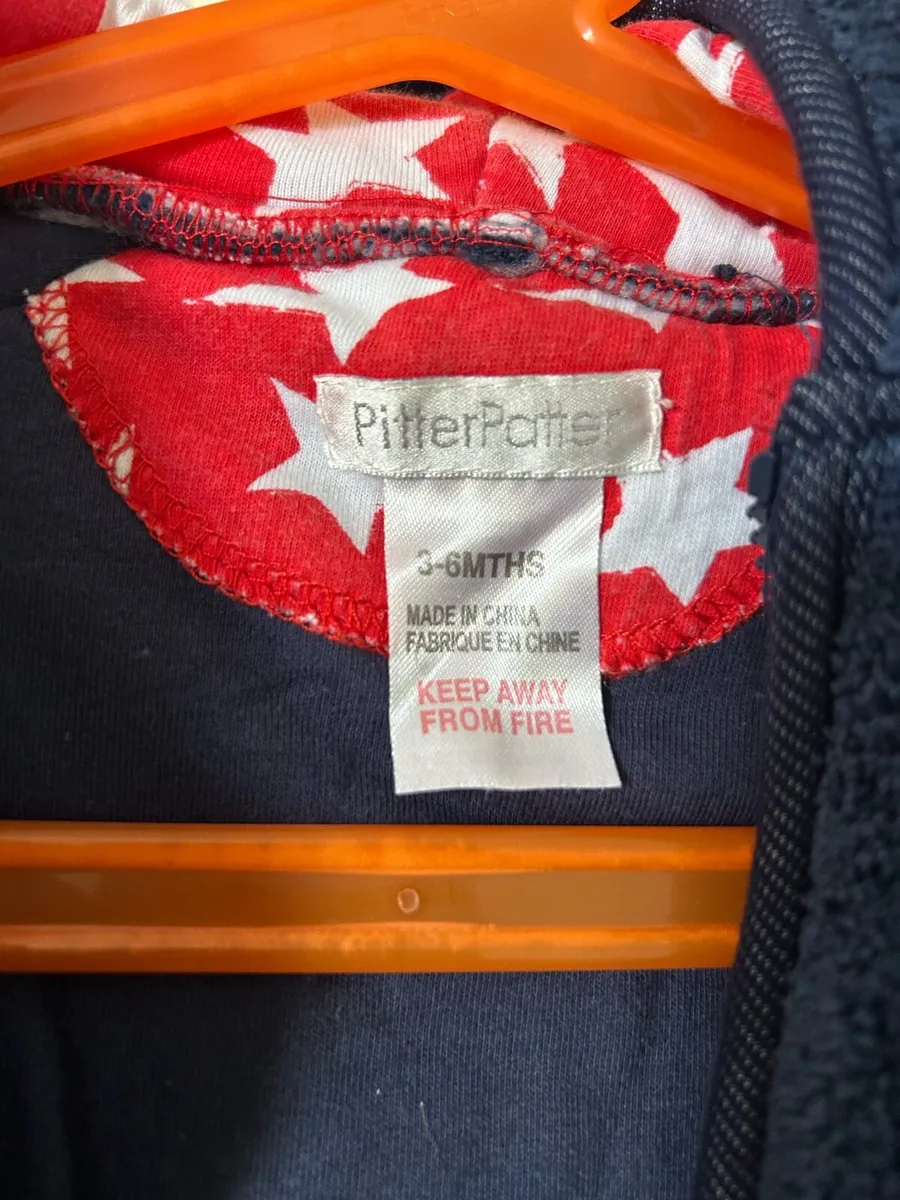 PitterPatter
3-6MTHS
MADE IN CHINA
FABRIQUE EN CHINE
KEEP AWAY
FROM FIRE